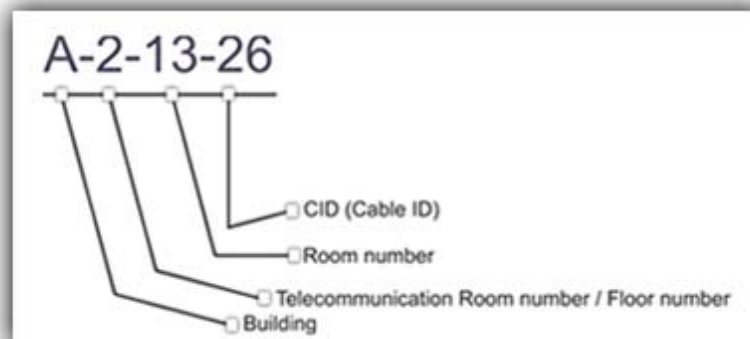 A-2-13-26
CID (Cable ID)
Room number
Telecommunication Room number / Floor number
Building